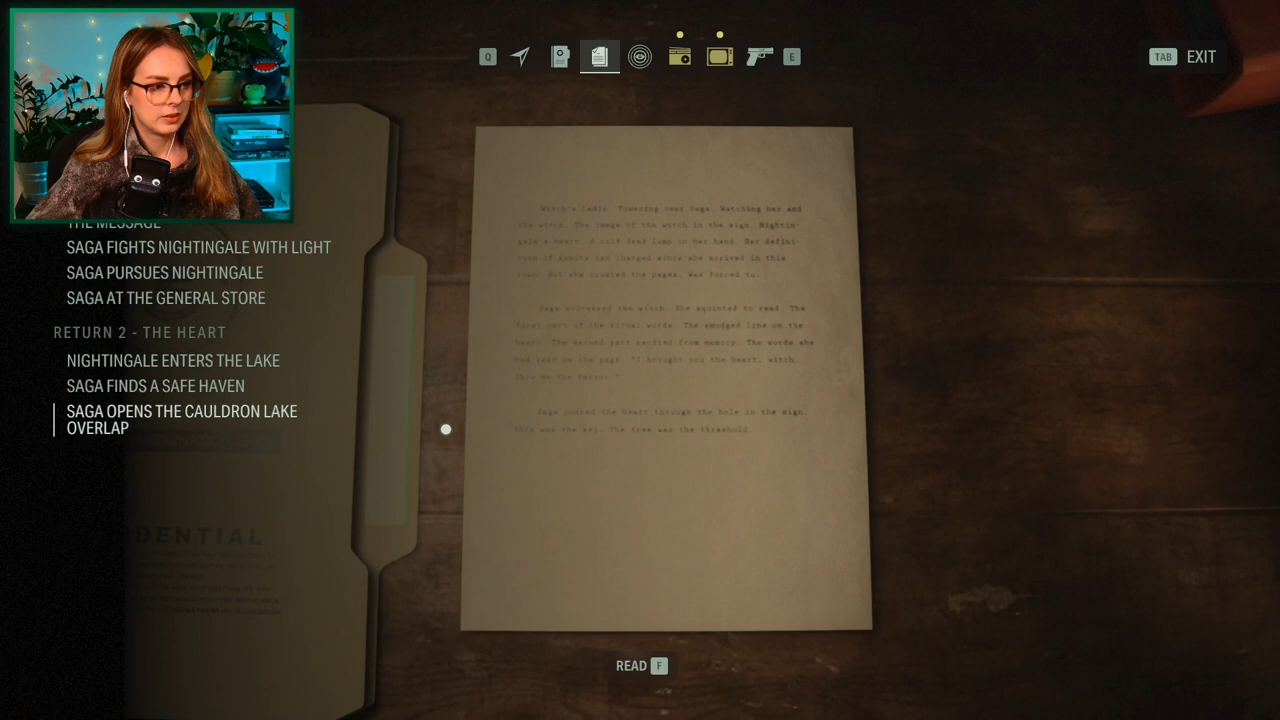 Q
E
TAB EXIT
THE MESSAGE
SAGA FIGHTS NIGHTINGALE WITH LIGHT
SAGA PURSUES NIGHTINGALE
SAGA AT THE GENERAL STORE
RETURN 2 - THE HEART
NIGHTINGALE ENTERS THE LAKE
SAGA FINDS A SAFE HAVEN
SAGA OPENS THE CAULDRON LAKE
OVERLAP
Witch's Ladle. Towering over Saga. Watching her and
the witch. The image of the witch in the sign. Nightin-
gale's heart, a cold dead lump in her hand. Her defini-
tion of sanity had changed since she arrived in this
town. But she trusted the pages. Was forced to.
Saga addressed the witch. She squinted to read. The
first part of the ritual words. The smudged line on the
heart. The second part recited from memory. The words she
had read on the page. "I brought you the heart, witch.
Show me the terror."
Saga pushed the heart through the hole in the sign.
This was the key. The tree was the threshold.
DENTIAL
READ F